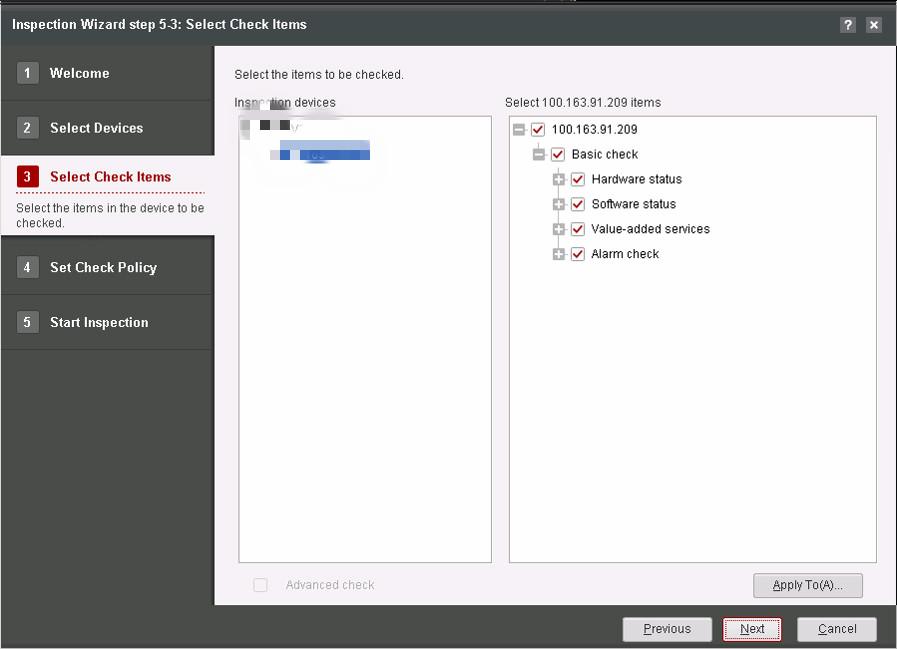 Inspection Wizard step 5-3: Select Check Items
?
1 Welcome
2 Select Devices
3 Select Check Items
Select the items in the device to be
checked.
4 Set Check Policy
5 Start Inspection
Select the items to be checked.
Inspection devices
Select 100.163.91.209 items
100.163.91.209
Basic check
Hardware status
Software status
Value-added services
Alarm check
Advanced check
Apply To(A)...
Previous
Next
Cancel